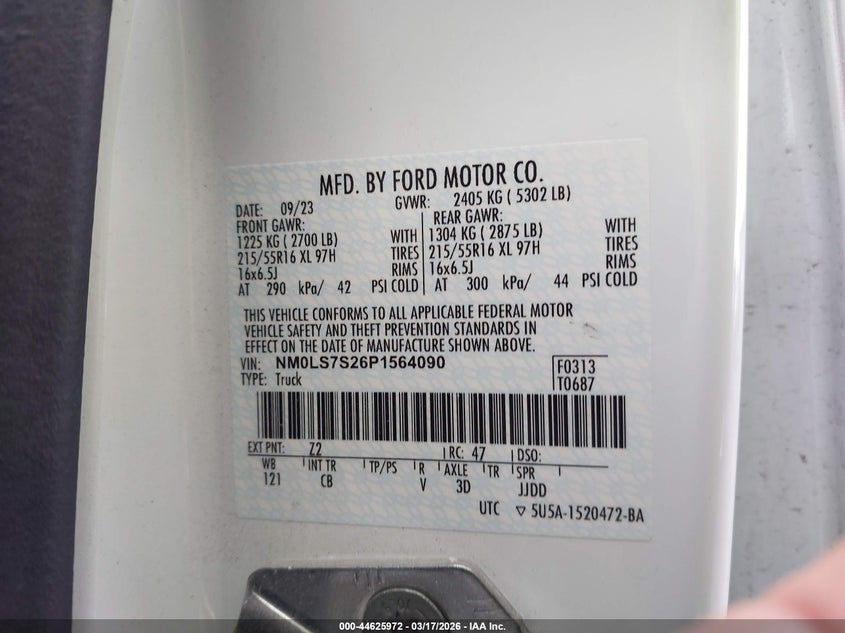 MFD. BY FORD MOTOR CO.
DATE: 09/23 GVWR: 2405 KG ( 5302 LB)
FRONT GAWR: REAR GAWR:
1225 KG ( 2700 LB) WITH 1304 KG ( 2875 LB) WITH
215/55R16 XL 97H TIRES 215/55R16 XL 97H TIRES
16x6.5J RIMS 16x6.5J RIMS
AT 290 kPa/ 42 PSI COLD AT 300 kPa/ 44 PSI COLD
THIS VEHICLE CONFORMS TO ALL APPLICABLE FEDERAL MOTOR
VEHICLE SAFETY AND THEFT PREVENTION STANDARDS IN
EFFECT ON THE DATE OF MANUFACTURE SHOWN ABOVE.
VIN: NM0LS7S26P1564090 F0313
TYPE: Truck T0687
EXT PNT: Z2 RC: 47 DSO:
WB INT TR TP/PS R AXLE TR SPR
121 CB V 3D JJDD
UTC ▽ 5U5A-1520472-BA
000-44625972 — 03/17/2026 — IAA Inc.